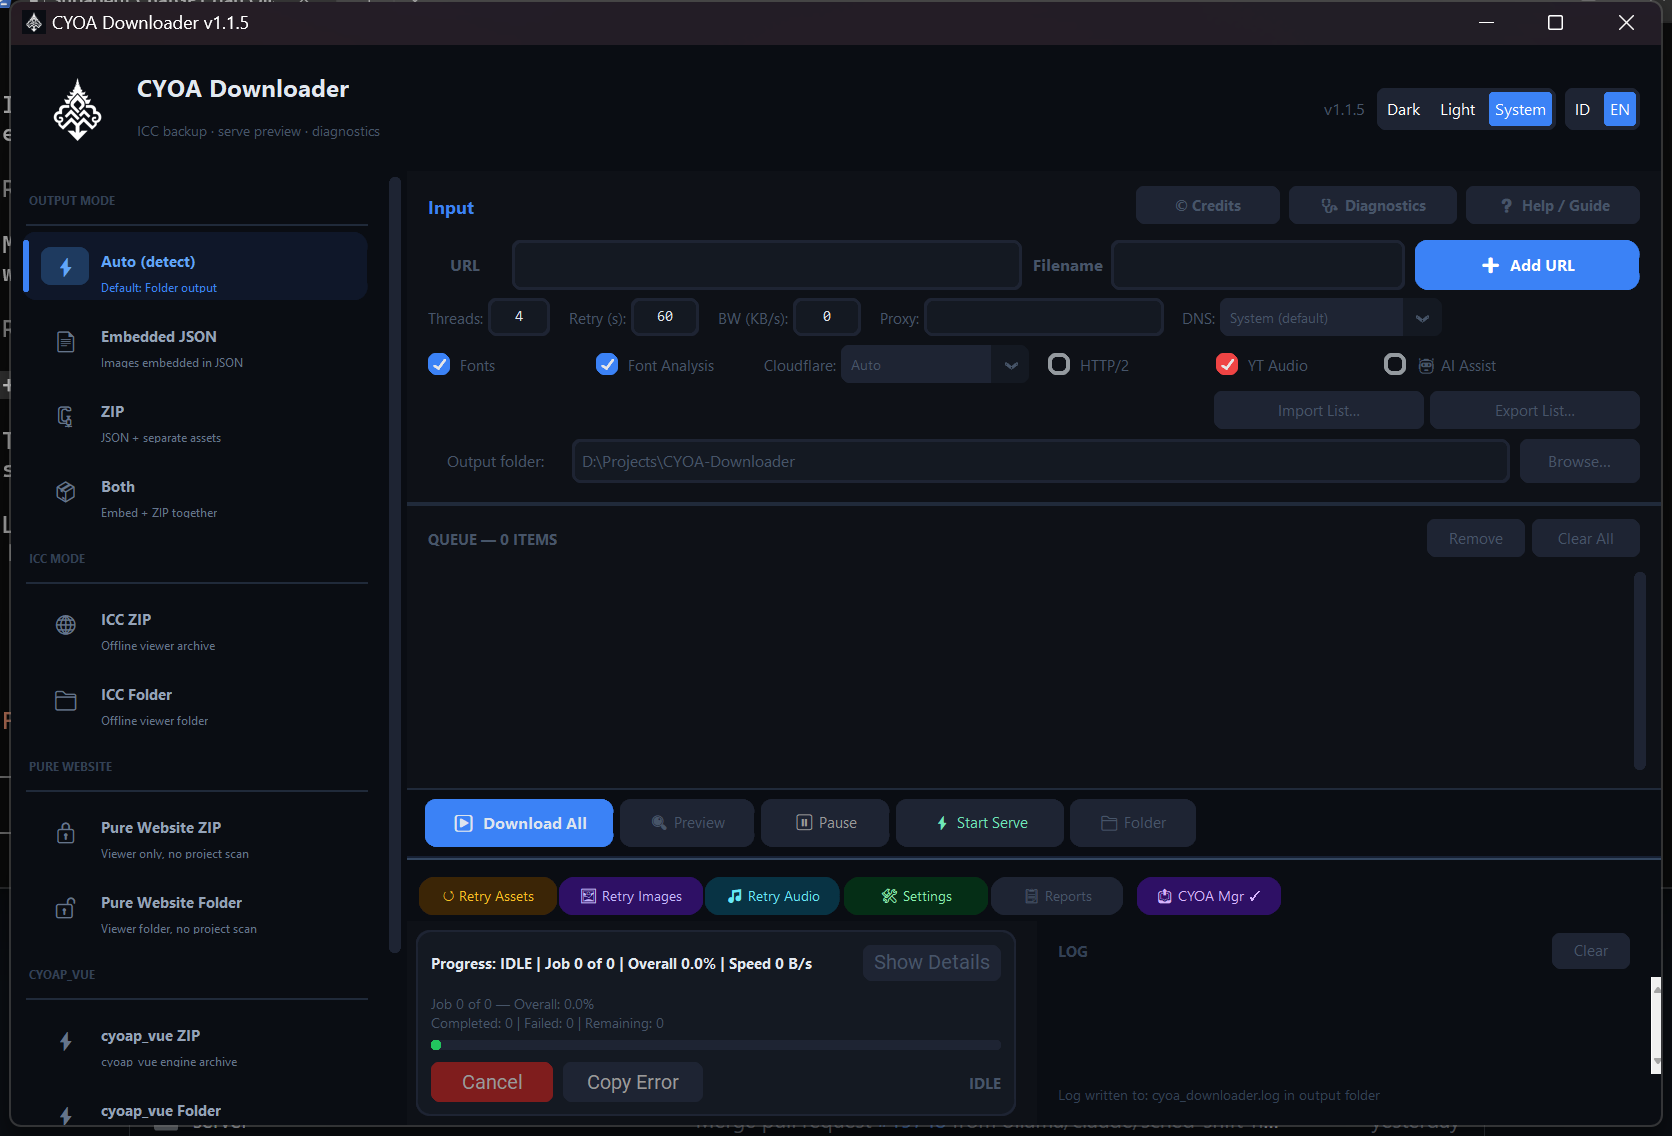 CYOA Downloader v1.1.5
CYOA Downloader
ICC backup · serve preview · diagnostics
v1.1.5
Dark Light System
ID EN
OUTPUT MODE
Auto (detect)
Default: Folder output
Embedded JSON
Images embedded in JSON
ZIP
JSON + separate assets
Both
Embed + ZIP together
ICC MODE
ICC ZIP
Offline viewer archive
ICC Folder
Offline viewer folder
PURE WEBSITE
Pure Website ZIP
Viewer only, no project scan
Pure Website Folder
Viewer folder, no project scan
CYOAP_VUE
cyoap_vue ZIP
cyoap_vue engine archive
cyoap_vue Folder
Input
© Credits
Diagnostics
? Help / Guide
URL
Filename
+ Add URL
Threads: 4
Retry (s): 60
BW (KB/s): 0
Proxy:
DNS: System (default)
Fonts
Font Analysis
Cloudflare: Auto
HTTP/2
YT Audio
AI Assist
Import List...
Export List...
Output folder: D:\Projects\CYOA-Downloader
Browse...
QUEUE — 0 ITEMS
Remove
Clear All
Download All
Preview
Pause
Start Serve
Folder
Retry Assets
Retry Images
Retry Audio
Settings
Reports
CYOA Mgr ✓
Progress: IDLE | Job 0 of 0 | Overall 0.0% | Speed 0 B/s
Show Details
Job 0 of 0 — Overall: 0.0%
Completed: 0 | Failed: 0 | Remaining: 0
Cancel
Copy Error
IDLE
LOG
Clear
Log written to: cyoa_downloader.log in output folder